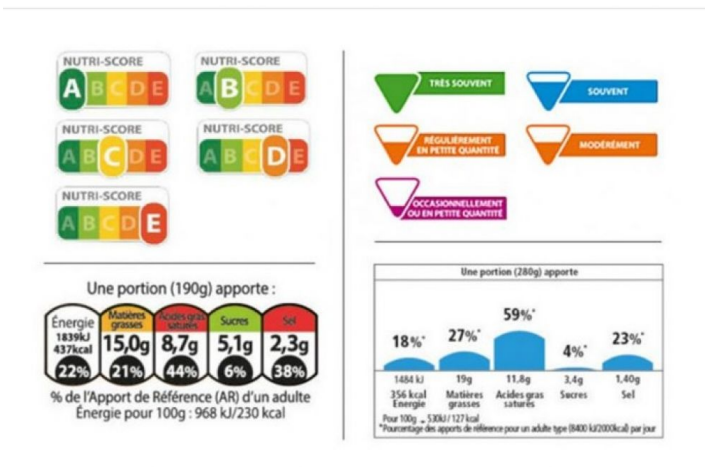 NUTRI-SCORE
A B C D E
NUTRI-SCORE
A B C D E
NUTRI-SCORE
A B C D E
NUTRI-SCORE
A B C D E
NUTRI-SCORE
A B C D E
TRÈS SOUVENT
SOUVENT
RÉGULIÈREMENT
EN PETITE QUANTITÉ
MODÉRÉMENT
OCCASIONNELLEMENT
OU EN PETITE QUANTITÉ
Une portion (190g) apporte :
Énergie
1839kJ
437kcal
22%
Matières
grasses
15,0g
21%
Acides gras
saturés
8,7g
44%
Sucres
5,1g
6%
Sel
2,3g
38%
% de l'Apport de Référence (AR) d'un adulte
Énergie pour 100g : 968 kJ/230 kcal
Une portion (280g) apporte
18%*
27%*
59%*
4%*
23%*
1484 kJ
356 kcal
Energie
19g
Matières
grasses
11,8g
Acides gras
saturés
3,4g
Sucres
1,40g
Sel
Pour 100g = 530kJ/127 kcal
*Pourcentage des apports de référence pour un adulte type (8400 kJ/2000kcal) par jour